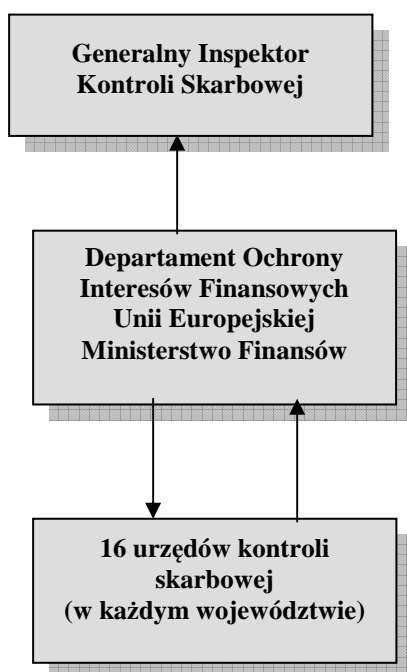 Generalny Inspektor
Kontroli Skarbowej
Departament Ochrony
Interesów Finansowych
Unii Europejskiej
Ministerstwo Finansów
16 urzędów kontroli
skarbowej
(w każdym województwie)